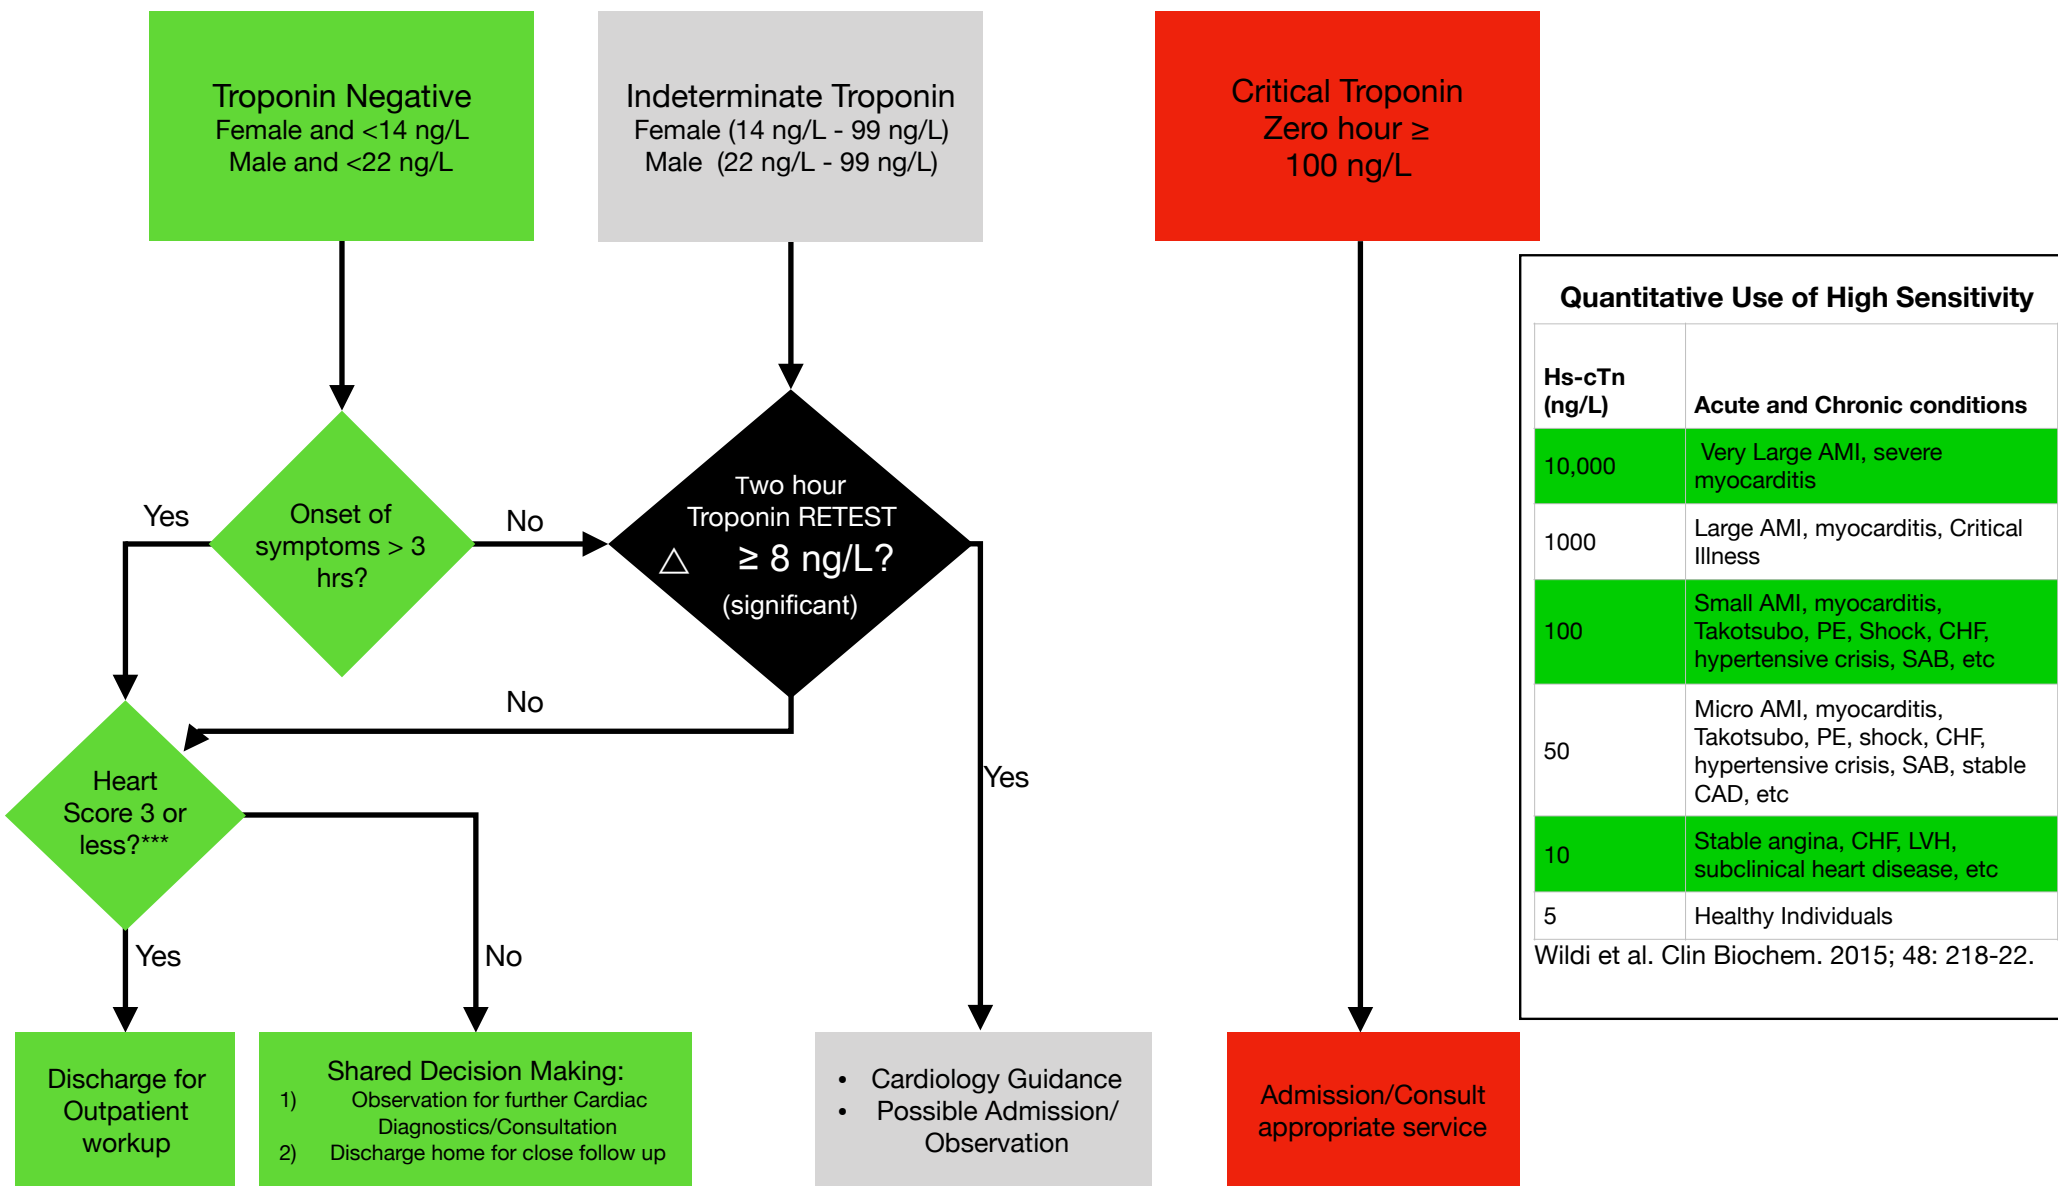 Troponin Negative
Female and <14 ng/L
Male and <22 ng/L
Indeterminate Troponin
Female (14 ng/L - 99 ng/L)
Male (22 ng/L - 99 ng/L)
Critical Troponin
Zero hour ≥
100 ng/L
Onset of
symptoms > 3
hrs?
Yes
No
Two hour
Troponin RETEST
△ ≥ 8 ng/L?
(significant)
No
Yes
Heart
Score 3 or
less?***
Yes
No
Discharge for
Outpatient
workup
Shared Decision Making:
1) Observation for further Cardiac
Diagnostics/Consultation
2) Discharge home for close follow up
• Cardiology Guidance
• Possible Admission/
Observation
Admission/Consult
appropriate service
Quantitative Use of High Sensitivity
Hs-cTn
(ng/L)
Acute and Chronic conditions
10,000
Very Large AMI, severe
myocarditis
1000
Large AMI, myocarditis, Critical
Illness
100
Small AMI, myocarditis,
Takotsubo, PE, Shock, CHF,
hypertensive crisis, SAB, etc
50
Micro AMI, myocarditis,
Takotsubo, PE, shock, CHF,
hypertensive crisis, SAB, stable
CAD, etc
10
Stable angina, CHF, LVH,
subclinical heart disease, etc
5
Healthy Individuals
Wildi et al. Clin Biochem. 2015; 48: 218-22.